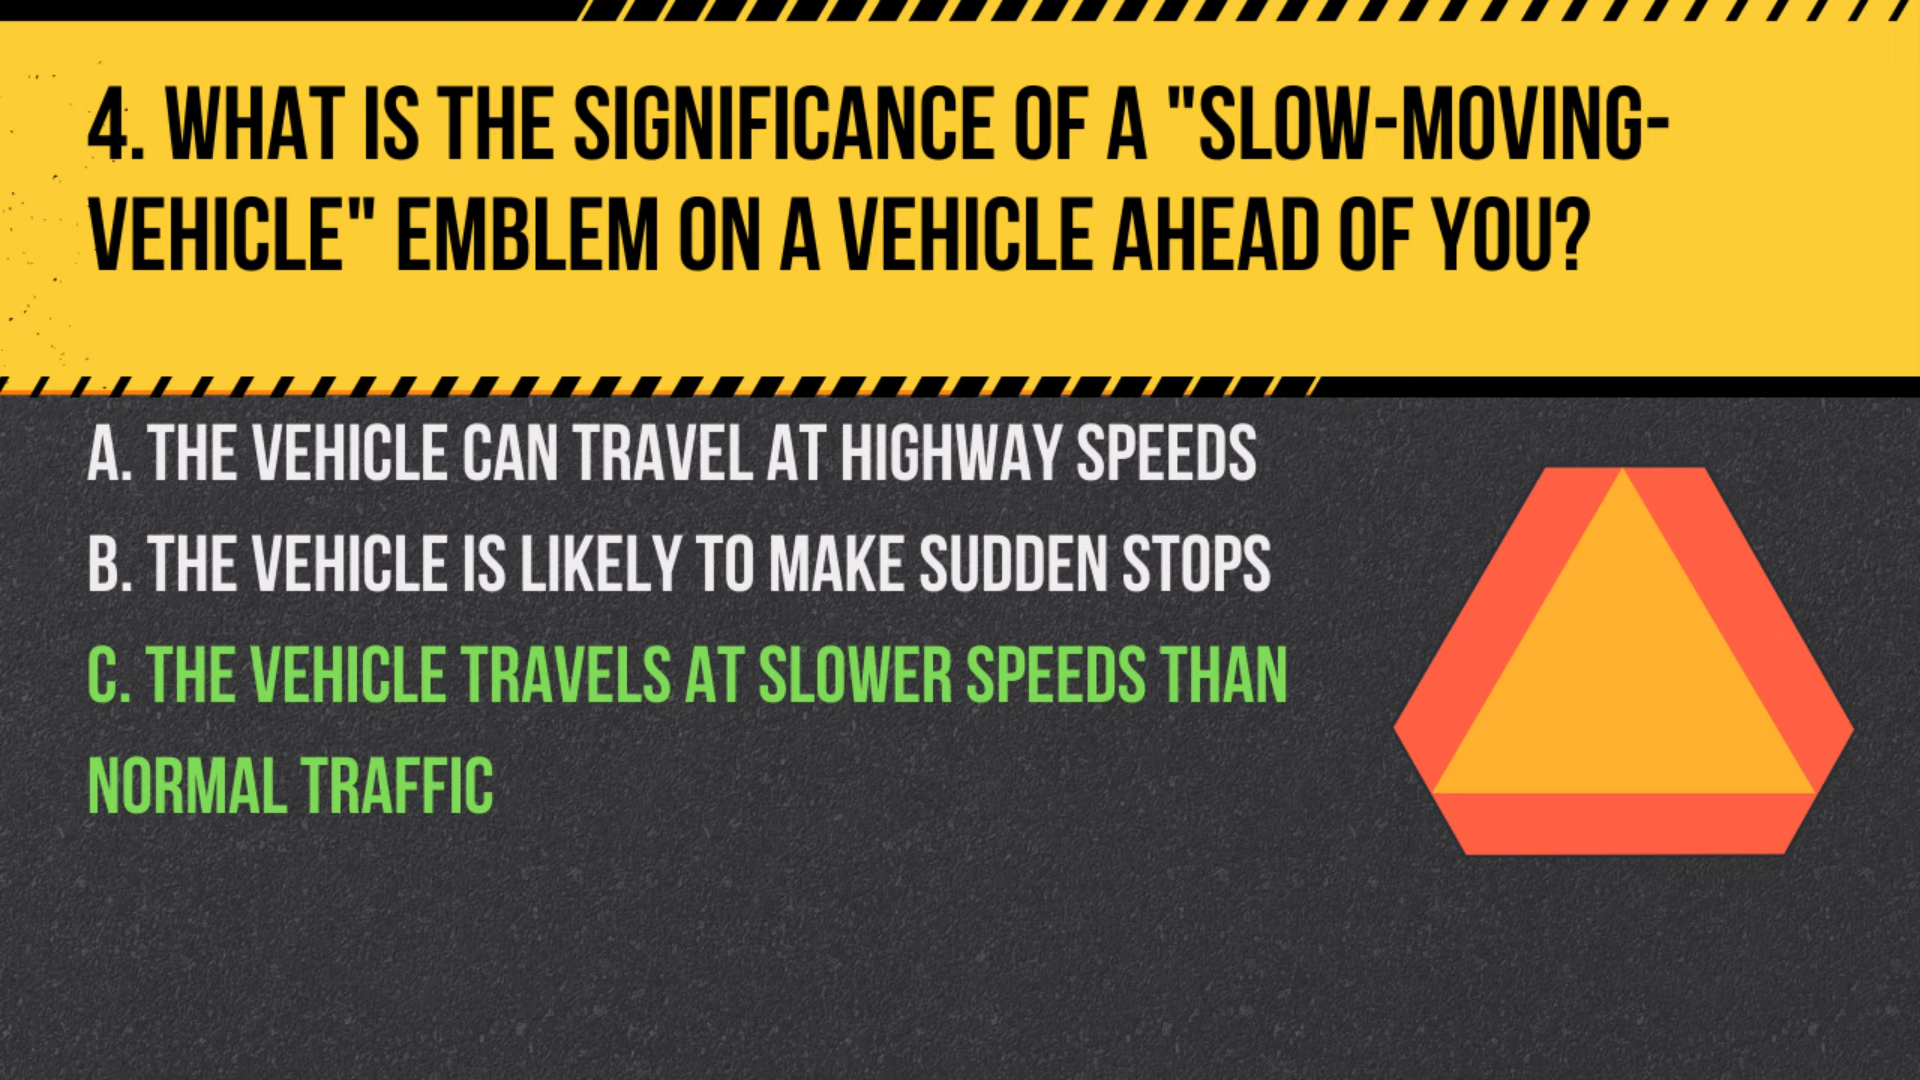 4. WHAT IS THE SIGNIFICANCE OF A "SLOW-MOVING-
VEHICLE" EMBLEM ON A VEHICLE AHEAD OF YOU?
A. THE VEHICLE CAN TRAVEL AT HIGHWAY SPEEDS
B. THE VEHICLE IS LIKELY TO MAKE SUDDEN STOPS
C. THE VEHICLE TRAVELS AT SLOWER SPEEDS THAN
NORMAL TRAFFIC